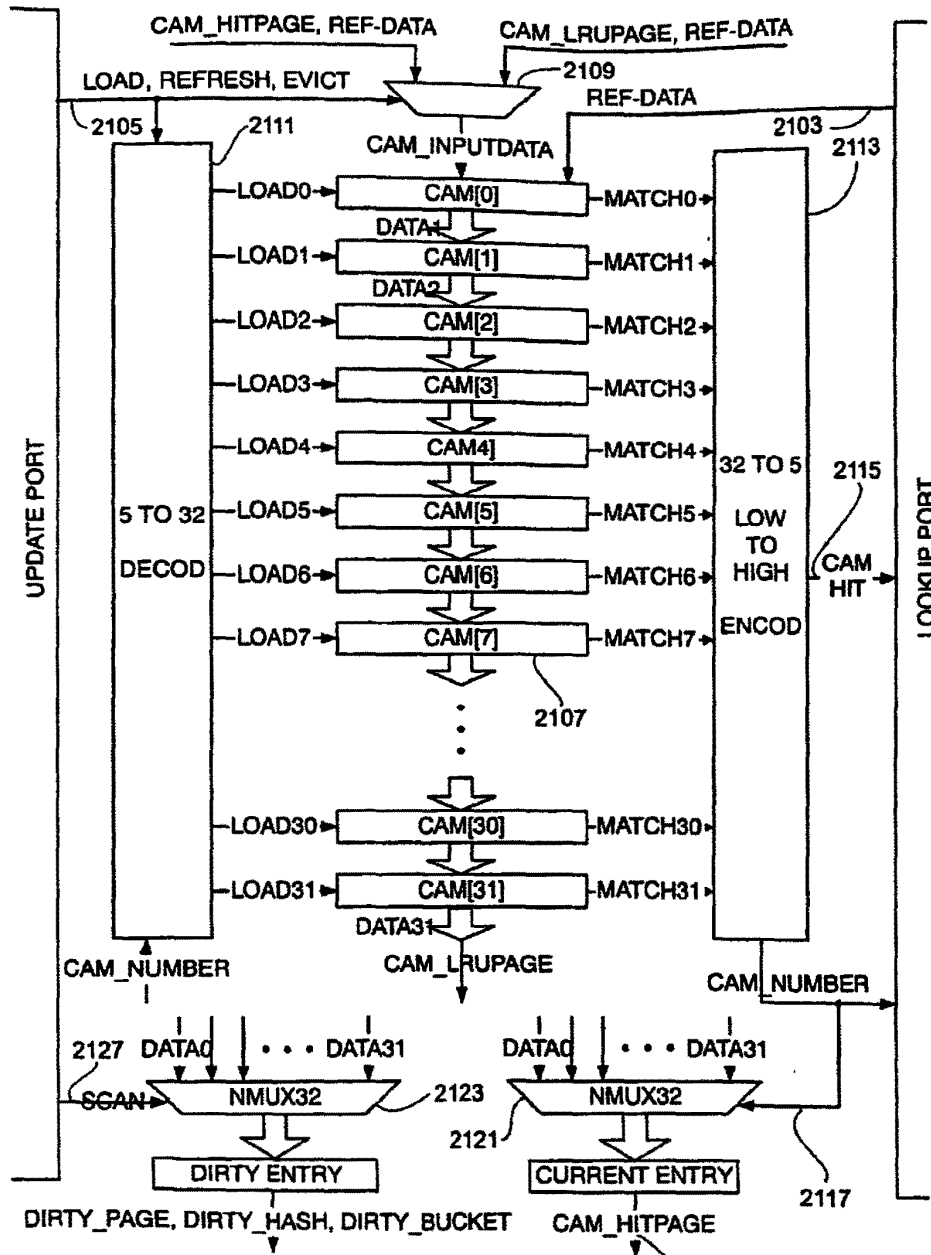 CAM_HITPAGE, REF-DATA
CAM_LRUPAGE, REF-DATA
LOAD, REFRESH, EVICT
2109
REF-DATA
2105
2111
CAM_INPUTDATA
2103
2113
LOAD0
CAM[0]
MATCH0
DATA1
LOAD1
CAM[1]
MATCH1
DATA2
LOAD2
CAM[2]
MATCH2
LOAD3
CAM[3]
MATCH3
LOAD4
CAM4]
MATCH4
UPDATE PORT
5 TO 32
DECOD
32 TO 5
LOW
TO
HIGH
ENCOD
2115
CAM
HIT
LOOKUP PORT
LOAD5
CAM[5]
MATCH5
LOAD6
CAM[6]
MATCH6
LOAD7
CAM[7]
MATCH7
2107
LOAD30
CAM[30]
MATCH30
LOAD31
CAM[31]
MATCH31
DATA31
CAM_NUMBER
CAM_LRUPAGE
CAM_NUMBER
2127
DATA0
DATA31
DATA0
DATA31
SCAN
NMUX32
2123
2121
NMUX32
DIRTY ENTRY
CURRENT ENTRY
2117
DIRTY_PAGE, DIRTY_HASH, DIRTY_BUCKET
CAM_HITPAGE